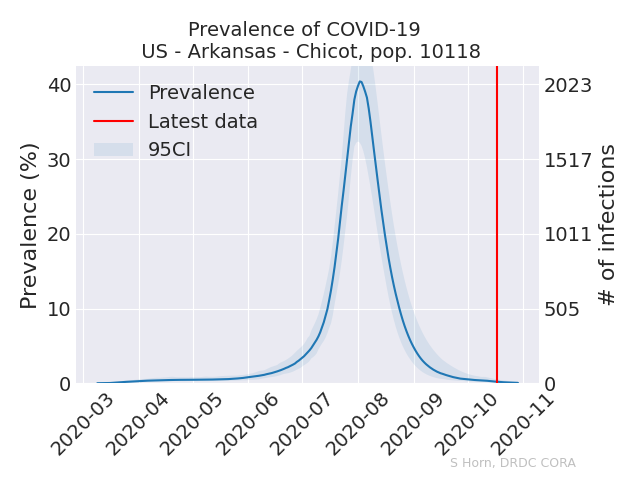 Prevalence of COVID-19
US - Arkansas - Chicot, pop. 10118
Prevalence
Latest data
95CI
Prevalence (%)
40
30
20
10
0
2023
1517
1011
505
0
# of infections
2020-03
2020-04
2020-05
2020-06
2020-07
2020-08
2020-09
2020-10
2020-11
S Horn, DRDC CORA